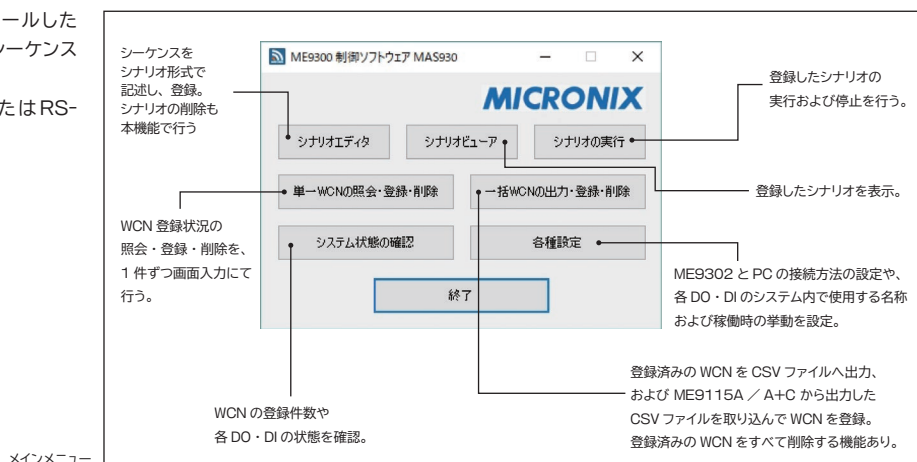 ールした
シーケンス
たはRS-
シーケンスを
シナリオ形式で
記述し、登録。
シナリオの削除も
本機能で行う
ME9300 制御ソフトウェア MAS930
MICRONIX
シナリオエディタ
シナリオビューア
シナリオの実行
単一WCNの照会・登録・削除
一括WCNの出力・登録・削除
システム状態の確認
各種設定
終了
登録したシナリオの
実行および停止を行う。
登録したシナリオを表示。
WCN 登録状況の
照会・登録・削除を、
1 件ずつ画面入力にて
行う。
ME9302 と PC の接続方法の設定や、
各 DO・DI のシステム内で使用する名称
および稼働時の挙動を設定。
WCN の登録件数や
各 DO・DI の状態を確認。
登録済みの WCN を CSV ファイルへ出力、
および ME9115A ／ A+C から出力した
CSV ファイルを取り込んで WCN を登録。
登録済みの WCN をすべて削除する機能あり。
メインメニュー